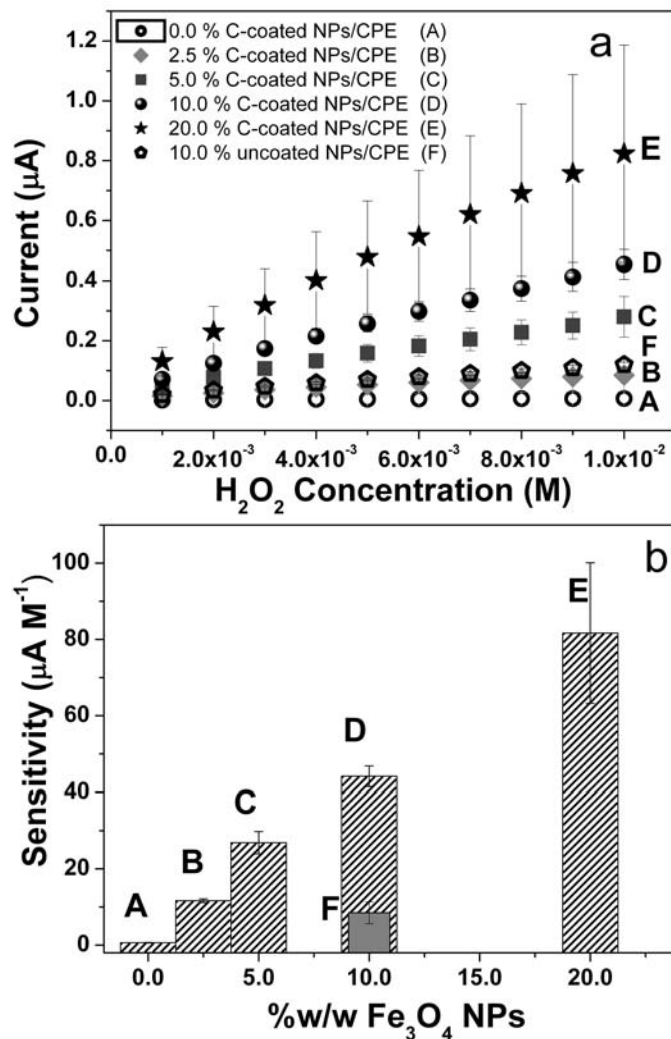 a
0.0 % C-coated NPs/CPE (A)
2.5 % C-coated NPs/CPE (B)
5.0 % C-coated NPs/CPE (C)
10.0 % C-coated NPs/CPE (D)
20.0 % C-coated NPs/CPE (E)
10.0 % uncoated NPs/CPE (F)
1.2
1.0
0.8
0.6
0.4
0.2
0.0
Current (µA)
E
D
C
F
B
A
2.0x10⁻³ 4.0x10⁻³ 6.0x10⁻³ 8.0x10⁻³ 1.0x10⁻²
H₂O₂ Concentration (M)
b
100
80
60
40
20
0
Sensitivity (µA M⁻¹)
A
B
C
D
F
E
0.0 5.0 10.0 15.0 20.0
%w/w Fe₃O₄ NPs